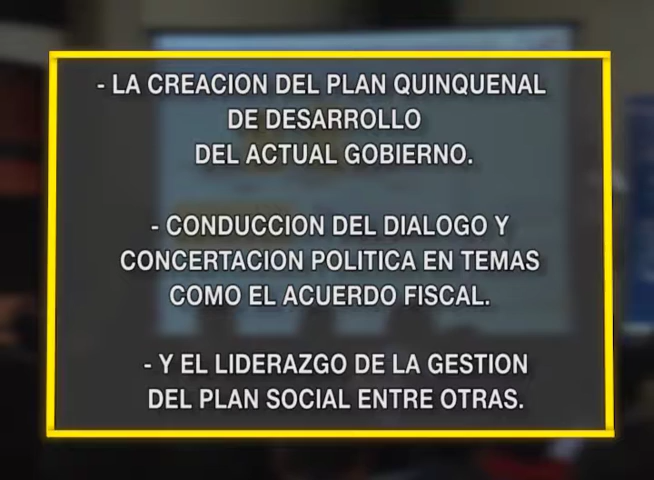 - LA CREACION DEL PLAN QUINQUENAL
DE DESARROLLO
DEL ACTUAL GOBIERNO.
- CONDUCCION DEL DIALOGO Y
CONCERTACION POLITICA EN TEMAS
COMO EL ACUERDO FISCAL.
- Y EL LIDERAZGO DE LA GESTION
DEL PLAN SOCIAL ENTRE OTRAS.